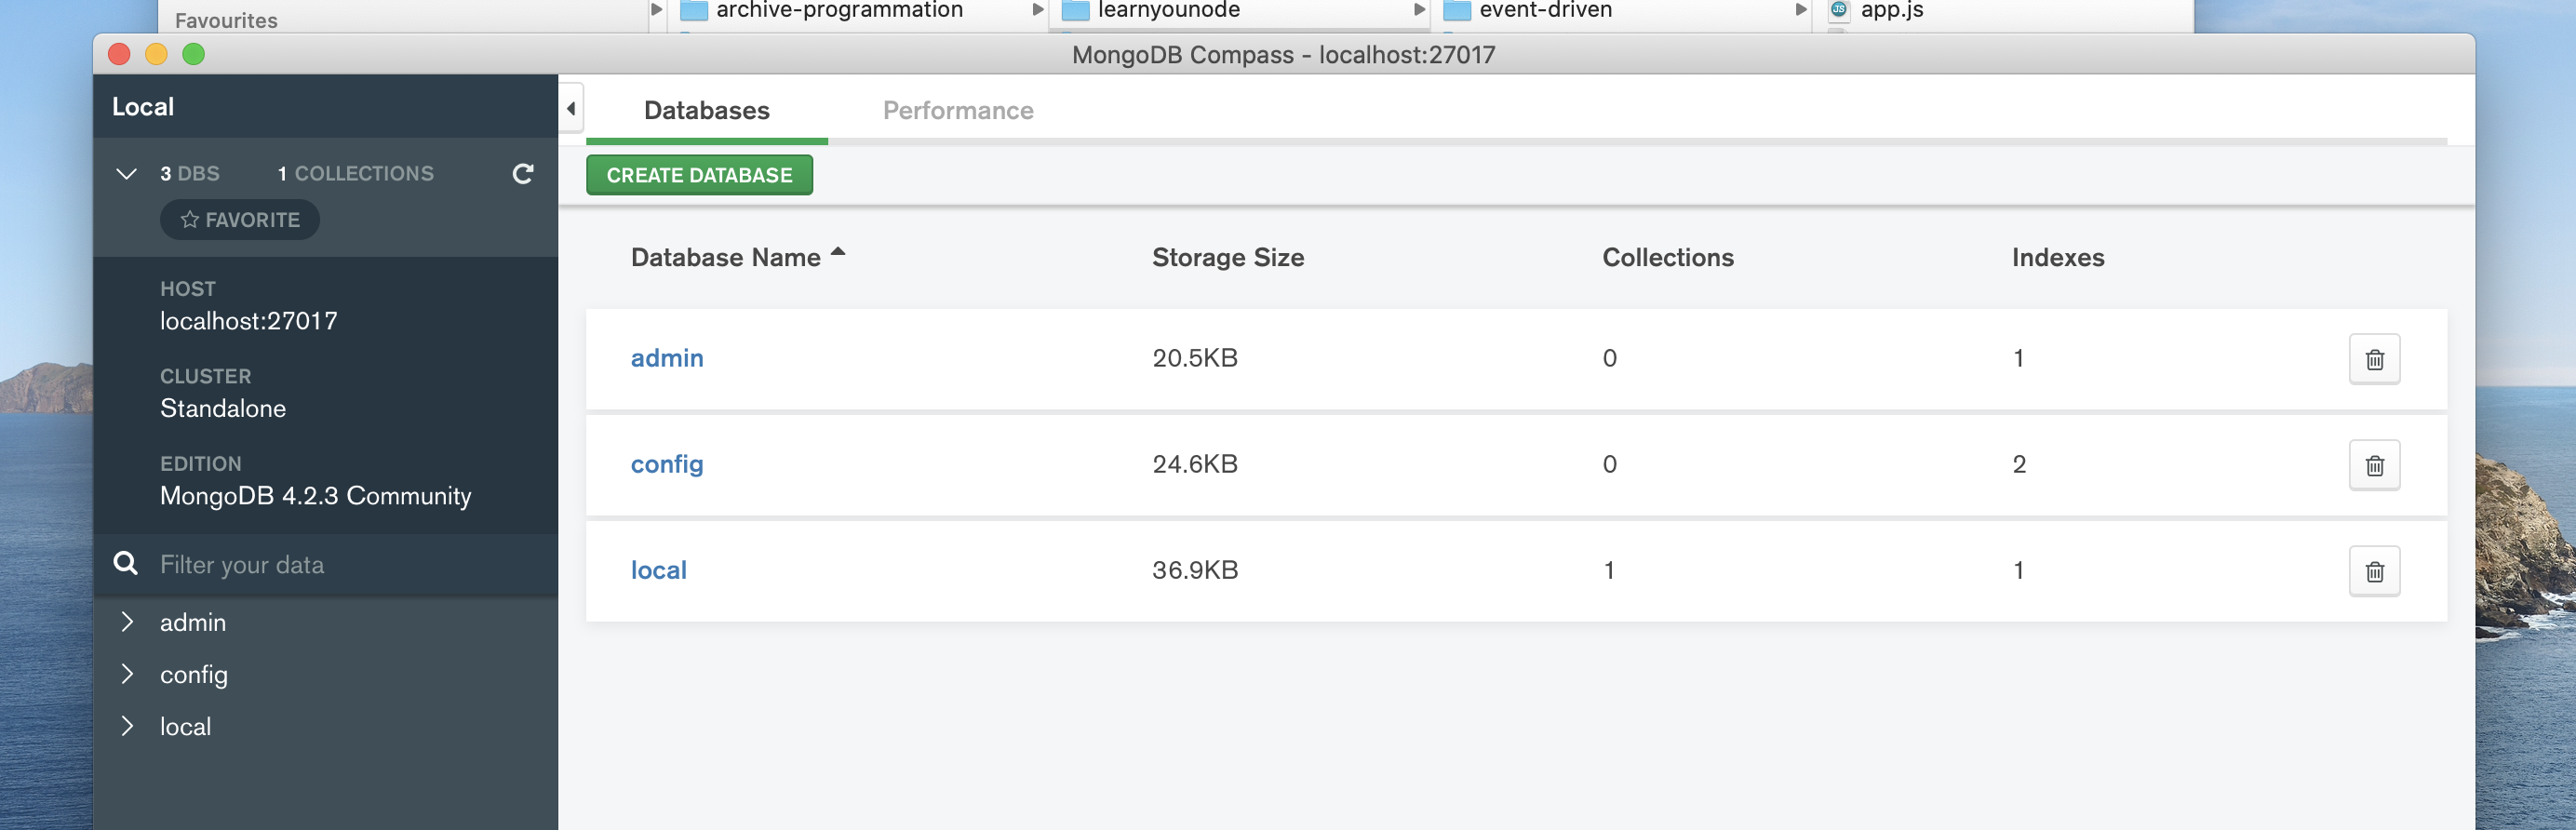 Favourites
archive-programmation
learnyounode
event-driven
app.js
MongoDB Compass - localhost:27017
Local
3 DBS 1 COLLECTIONS
FAVORITE
HOST
localhost:27017
CLUSTER
Standalone
EDITION
MongoDB 4.2.3 Community
Filter your data
admin
config
local
Databases Performance
CREATE DATABASE
Database Name Storage Size Collections Indexes
admin 20.5KB 0 1
config 24.6KB 0 2
local 36.9KB 1 1